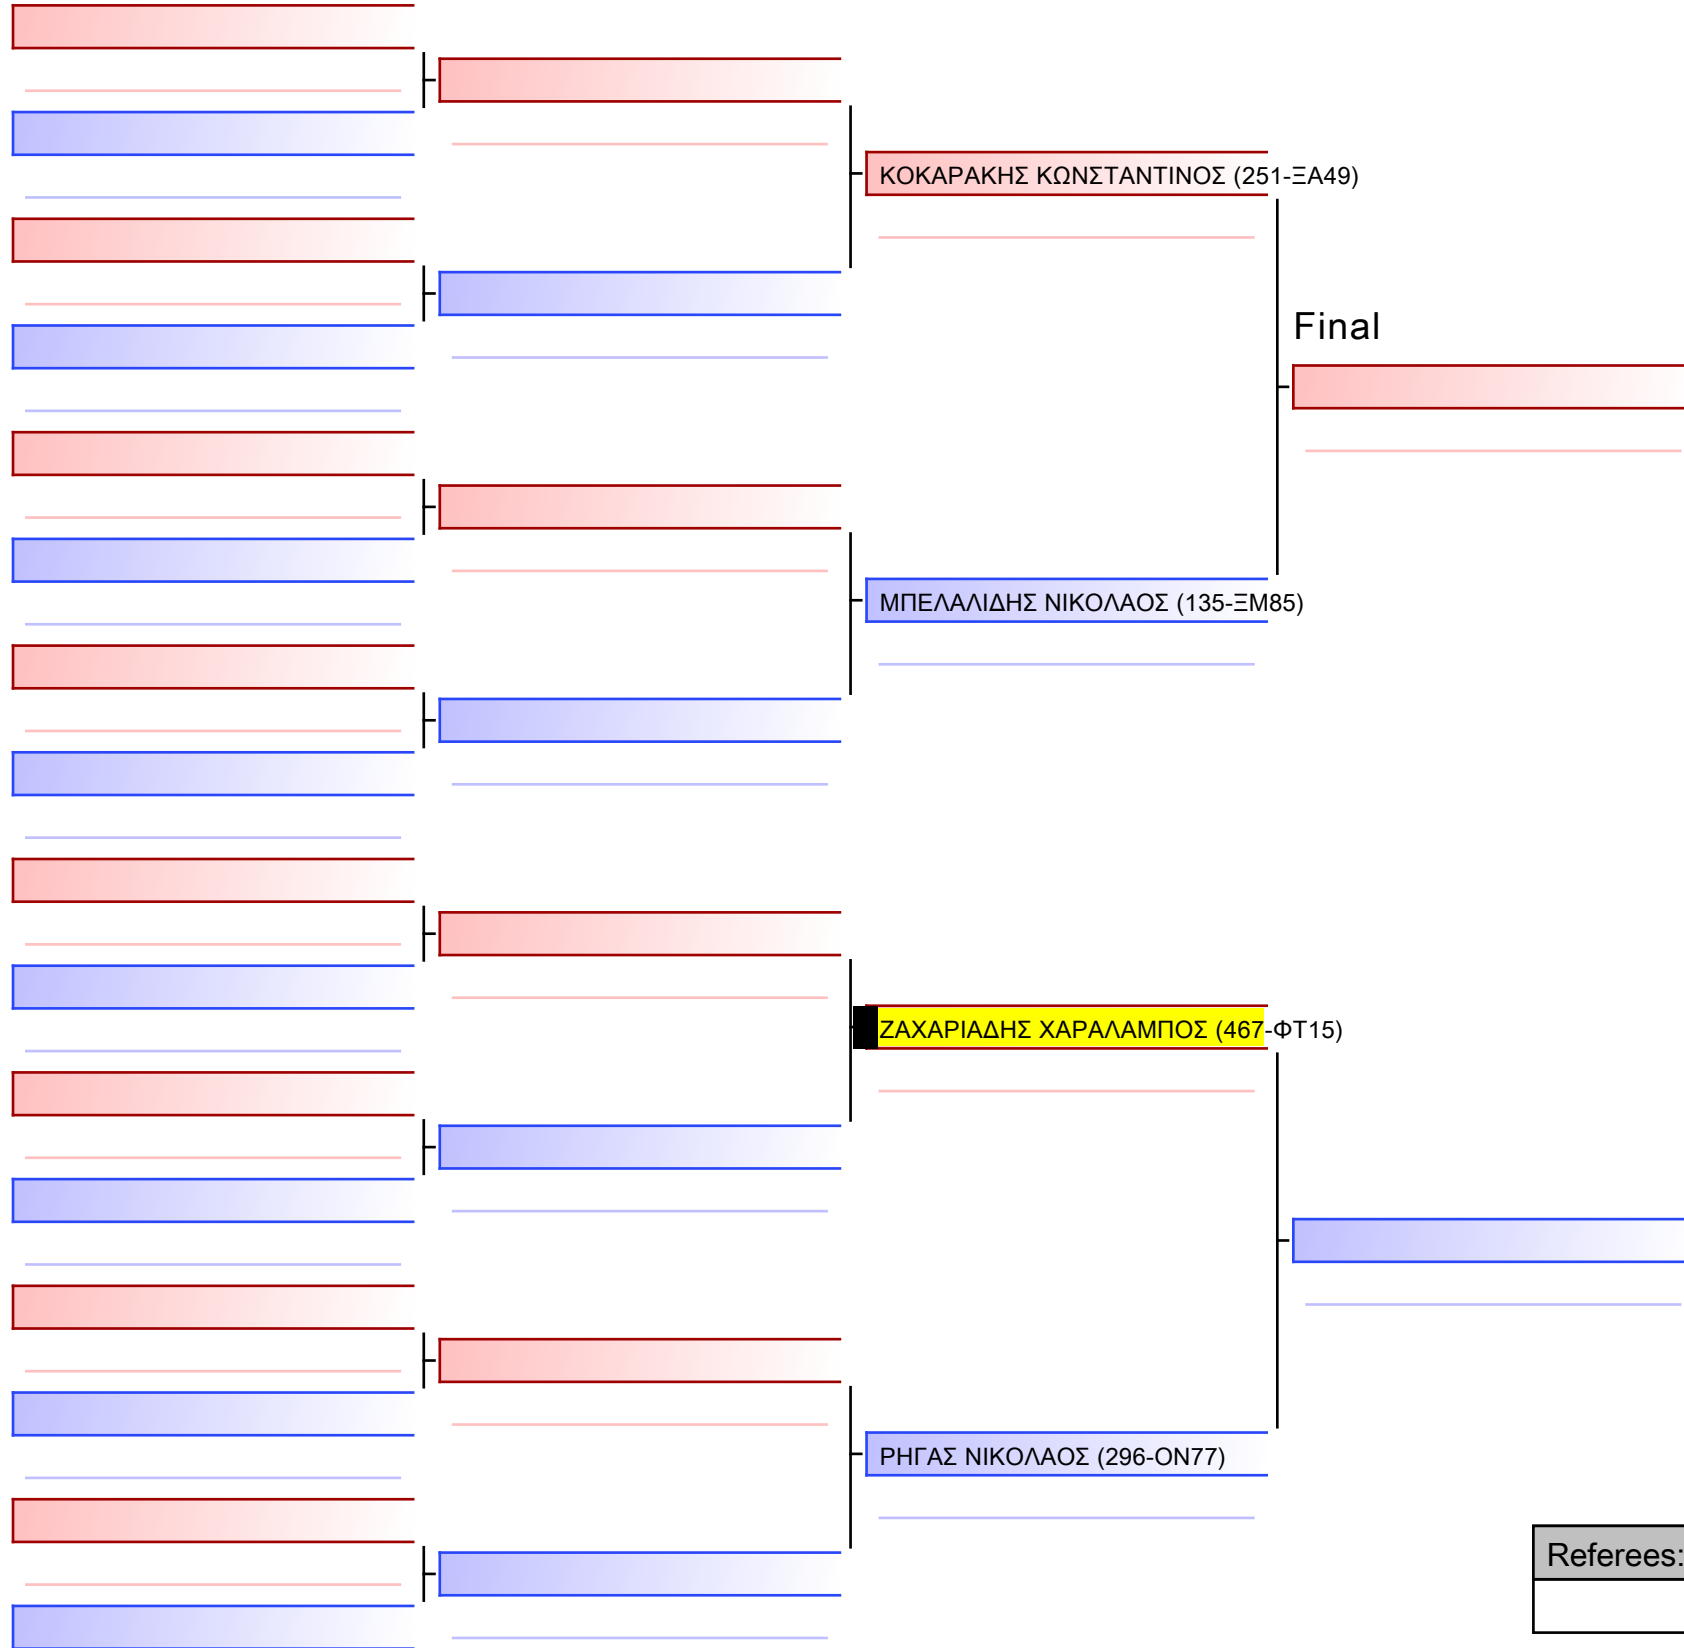 ΚΟΚΑΡΑΚΗΣ ΚΩΝΣΤΑΝΤΙΝΟΣ (251-ΞΑ49)
Final
ΜΠΕΛΑΛΙΔΗΣ ΝΙΚΟΛΑΟΣ (135-ΞΜ85)
ΖΑΧΑΡΙΑΔΗΣ ΧΑΡΑΛΑΜΠΟΣ (467-ΦΤ15)
ΡΗΓΑΣ ΝΙΚΟΛΑΟΣ (296-ΟΝ77)
Referees: